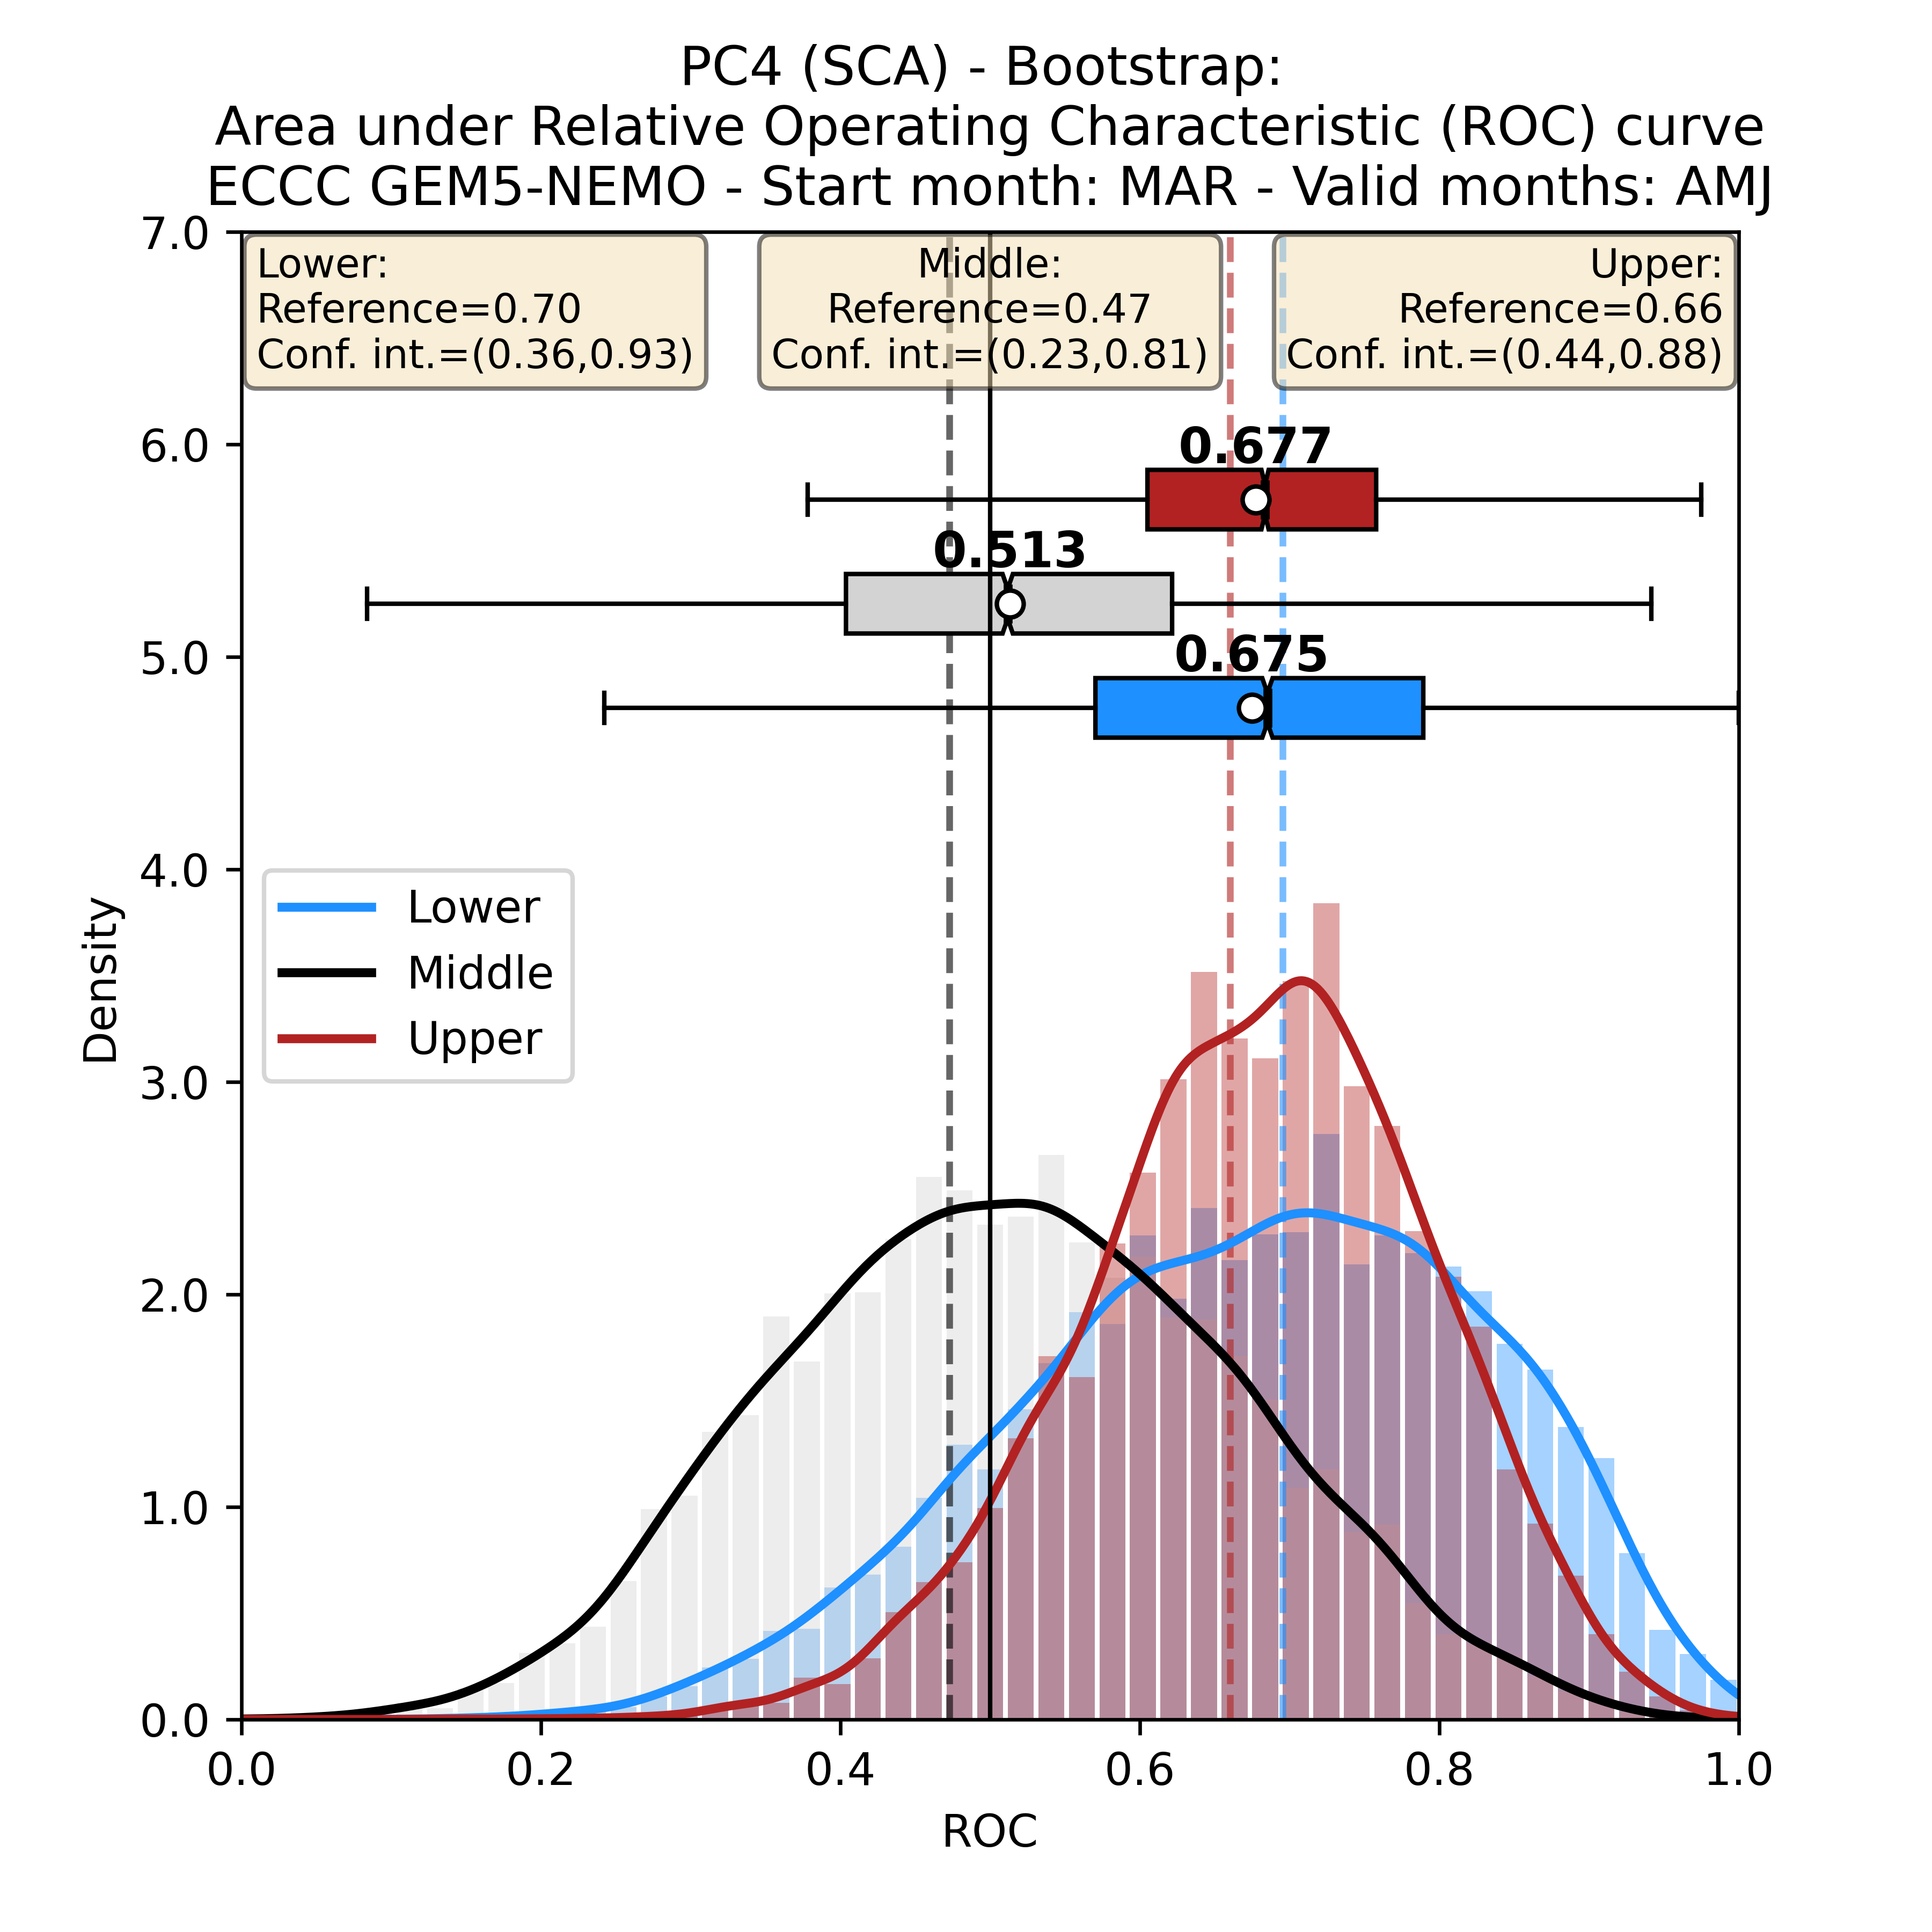 PC4 (SCA) - Bootstrap:
Area under Relative Operating Characteristic (ROC) curve
ECCC GEM5-NEMO - Start month: MAR - Valid months: AMJ
7.0
Lower:
Reference=0.70
Conf. int.=(0.36,0.93)
Middle:
Reference=0.47
Conf. int.=(0.23,0.81)
Upper:
Reference=0.66
Conf. int.=(0.44,0.88)
6.0
0.677
0.513
5.0
0.675
4.0
Lower
Middle
Upper
Density
3.0
2.0
1.0
0.0
0.0 0.2 0.4 0.6 0.8 1.0
ROC